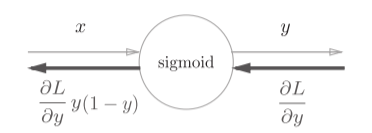 x y
sigmoid
∂L/∂y y(1 − y) ∂L/∂y